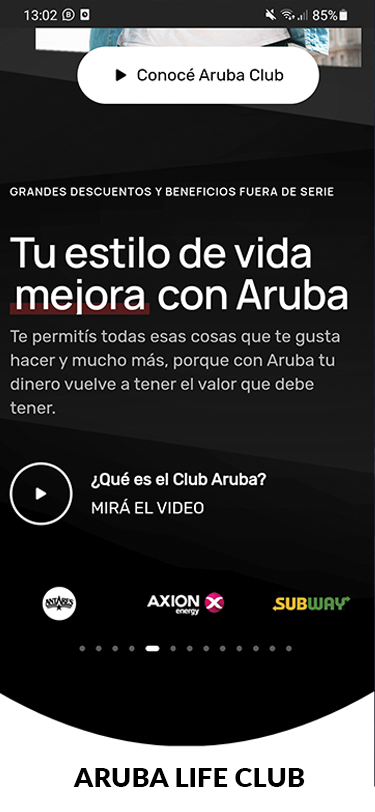 13:02 85%
Conocé Aruba Club
GRANDES DESCUENTOS Y BENEFICIOS FUERA DE SERIE
Tu estilo de vida
mejora con Aruba
Te permitís todas esas cosas que te gusta
hacer y mucho más, porque con Aruba tu
dinero vuelve a tener el valor que debe
tener.
¿Qué es el Club Aruba?
MIRÁ EL VIDEO
ANTARES AXION energy SUBWAY
ARUBA LIFE CLUB